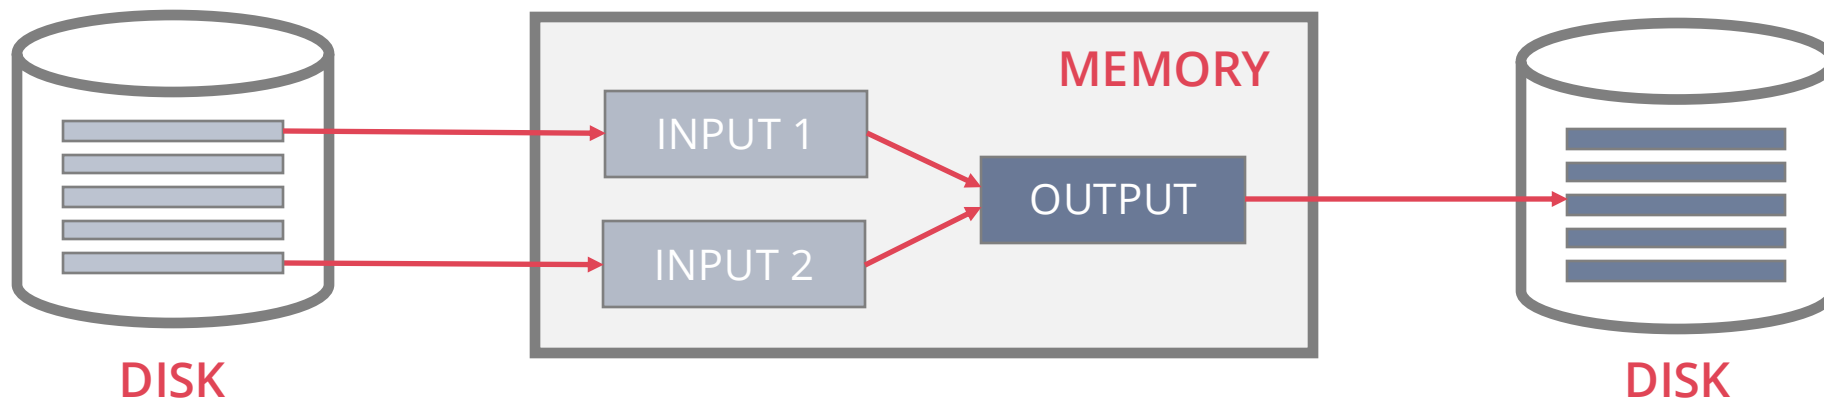 MEMORY
INPUT 1
OUTPUT
INPUT 2
DISK
DISK